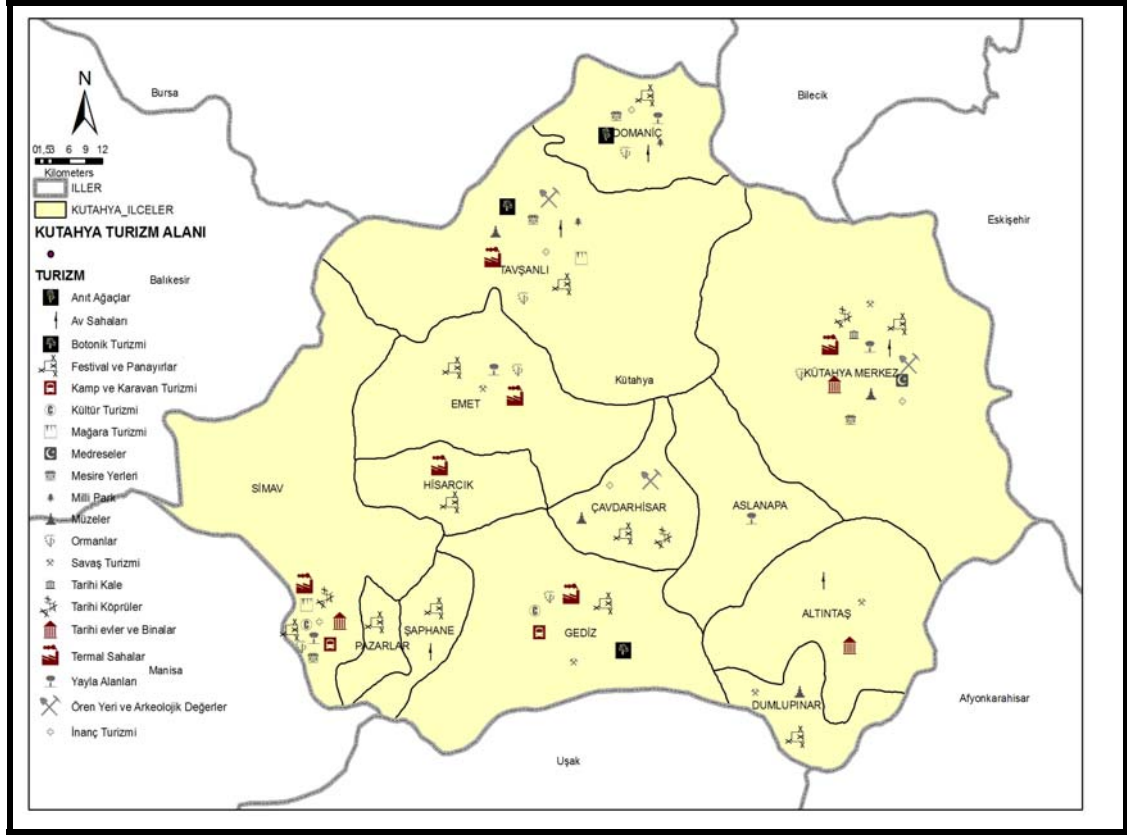 Bursa
Bilecik
N
DOMANİÇ
01,53 6 9 12
Kilometers
ILLER
KUTAHYA_ILCELER
Eskişehir
KUTAHYA TURIZM ALANI
TURIZM
Balıkesir
TAVŞANLI
Anıt Ağaçlar
Av Sahaları
Botonik Turizmi
Festival ve Panayırlar
Kamp ve Karavan Turizmi
Kültür Turizmi
Mağara Turizmi
Medreseler
Mesire Yerleri
Milli Park
Müzeler
Ormanlar
Savaş Turizmi
Tarihi Kale
Tarihi Köprüler
Tarihi evler ve Binalar
Termal Sahalar
Manisa
Yayla Alanları
Ören Yeri ve Arkeolojik Değerler
İnanç Turizmi
Kütahya
KÜTAHYA MERKEZ
EMET
SİMAV
HİSARCIK
ÇAVDARHİSAR
ASLANAPA
ALTINTAŞ
ŞAPHANE
GEDİZ
PAZARLAR
DUMLUPINAR
Afyonkarahisar
Uşak